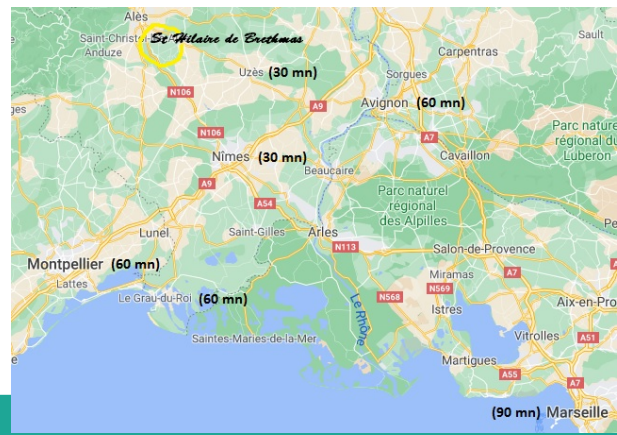 Alès
Saint-Christol
St Hilaire de Brethmas
Anduze
Sault
Carpentras
Uzès (30 mn)
Sorgues
N106
A9
Avignon (60 mn)
N106
A7
Parc nature
régional du
Luberon
Nîmes (30 mn)
Cavaillon
Beaucaire
A9
Parc naturel
régional
des Alpilles
A54
Lunel
Saint-Gilles
Arles
N113
Salon-de-Provence
Montpellier (60 mn)
Lattes
Miramas
A7
Le Grau-du-Roi (60 mn)
N568
N569
Istres
Aix-en-Pro
Le Rhône
Saintes-Maries-de-la-Mer
Vitrolles
A51
Martigues
A55
A7
(90 mn) Marseille